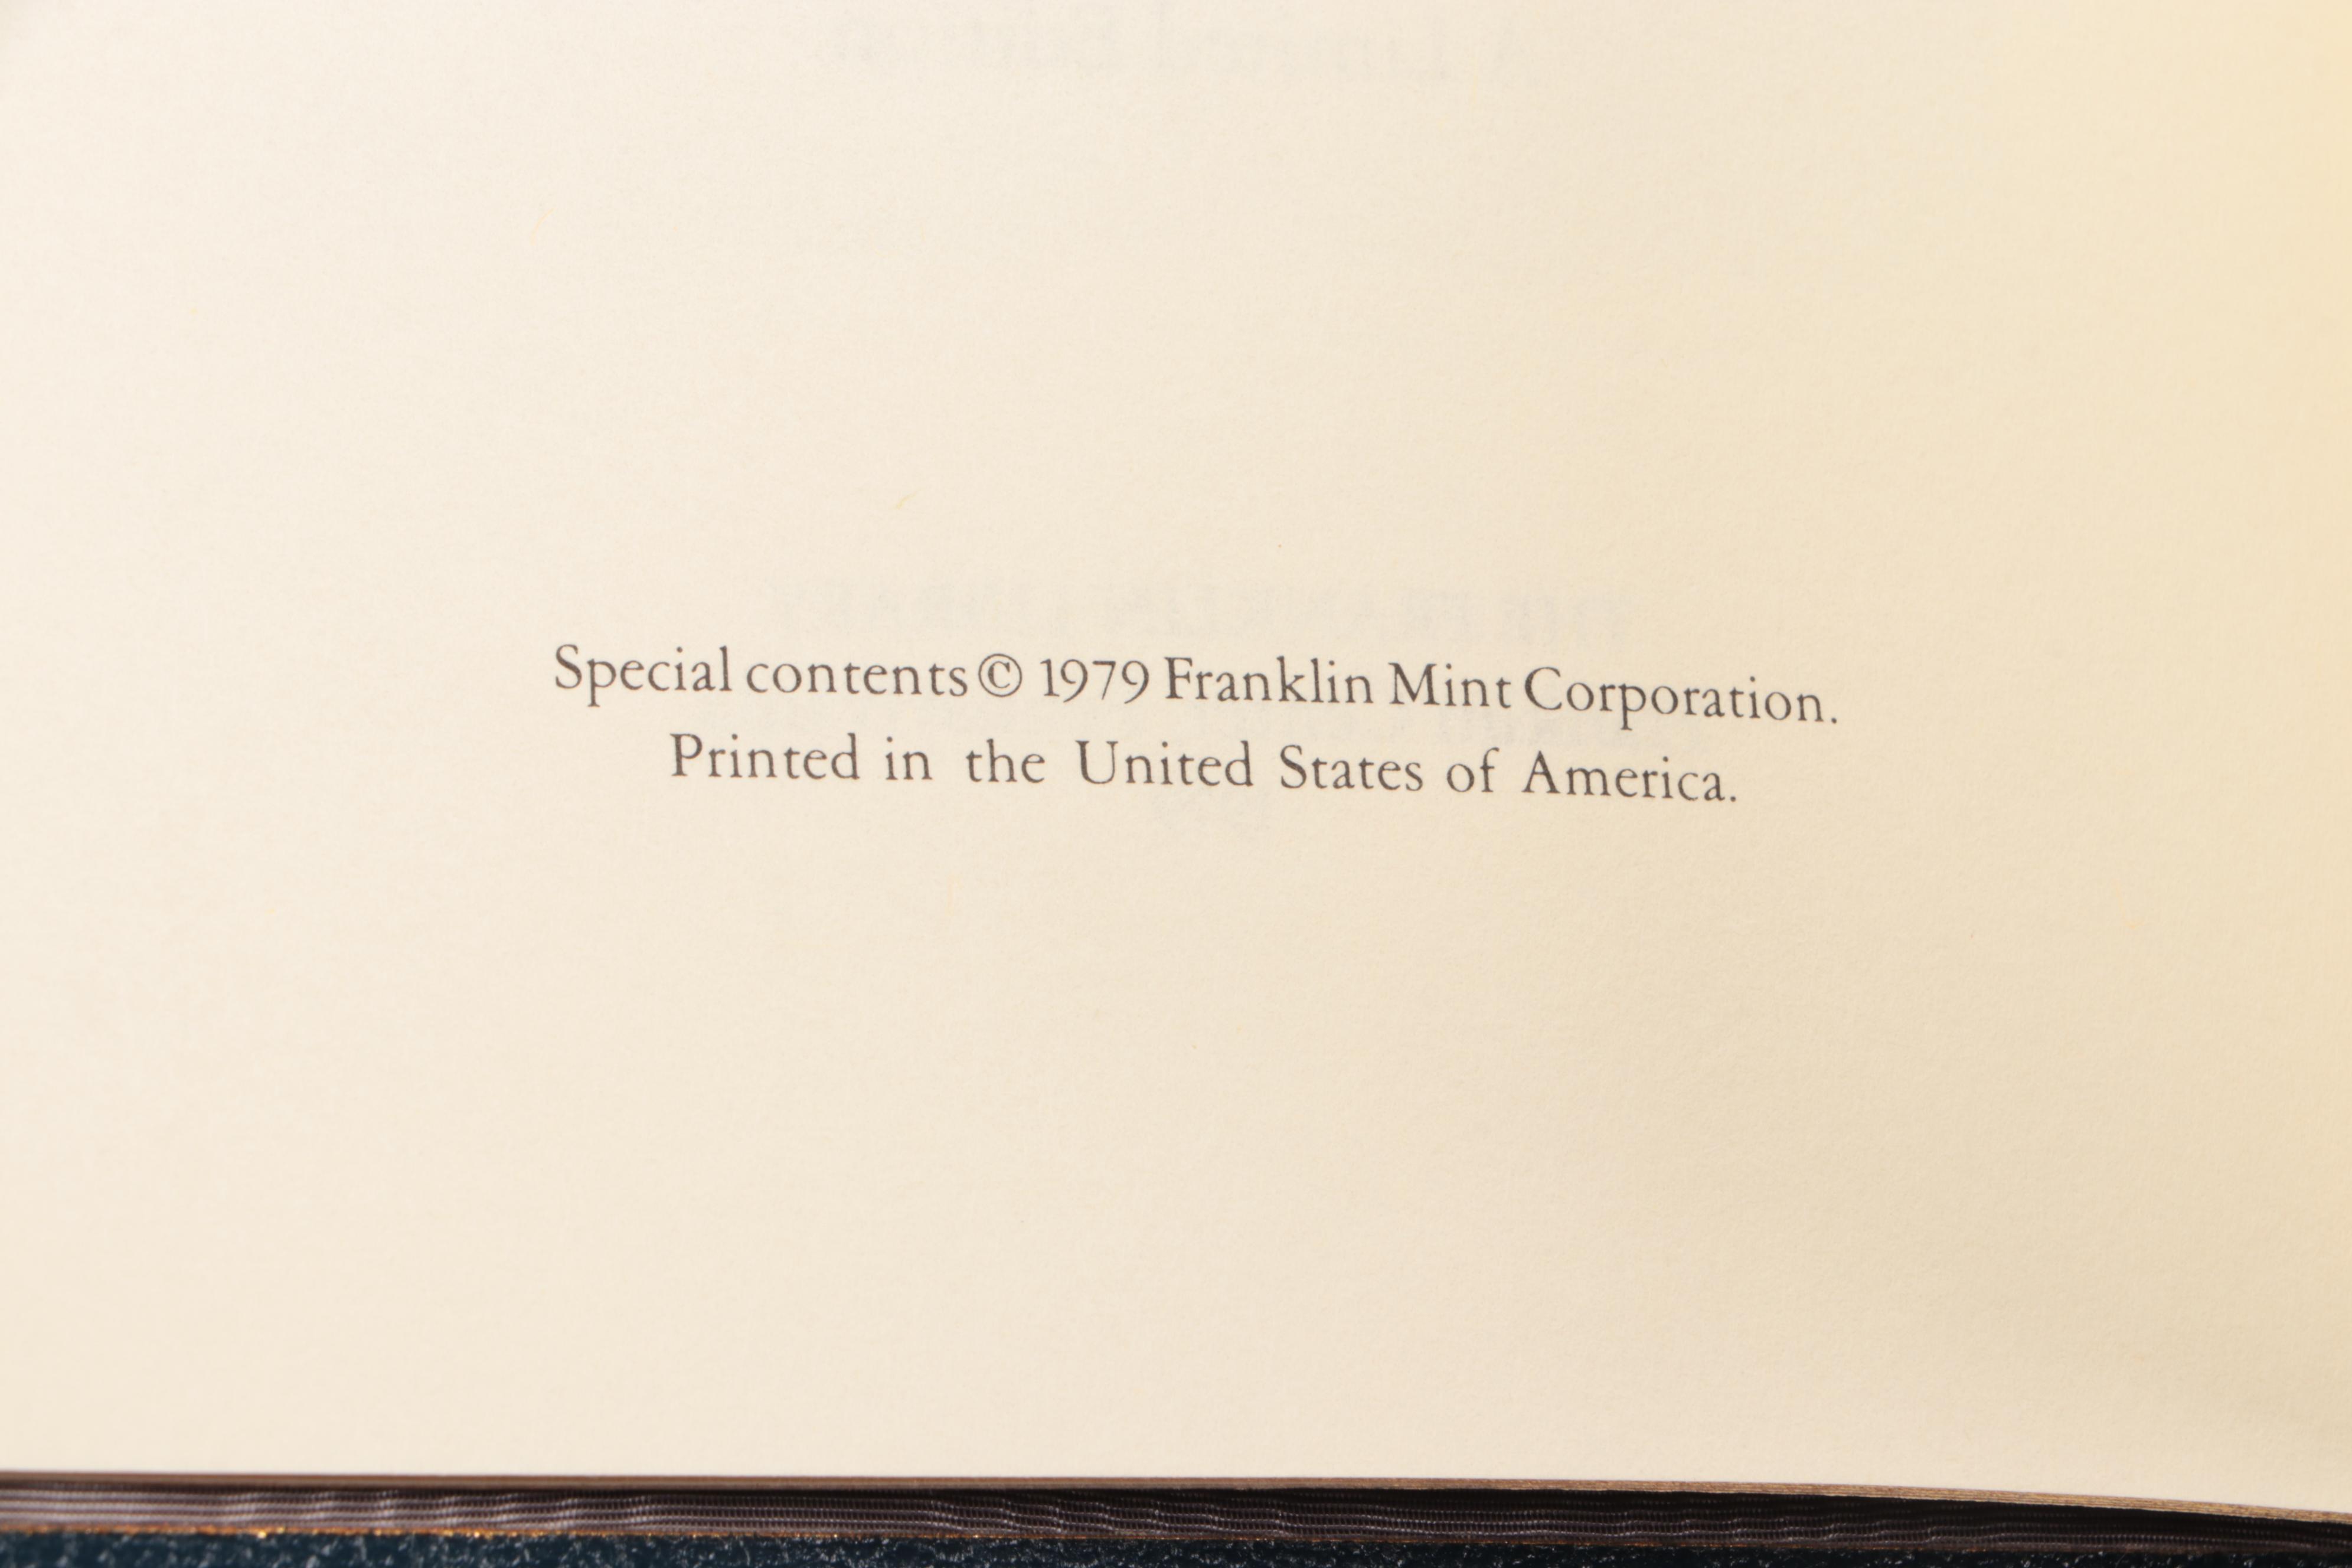 Special contents © 1979 Franklin Mint Corporation.
Printed in the United States of America.